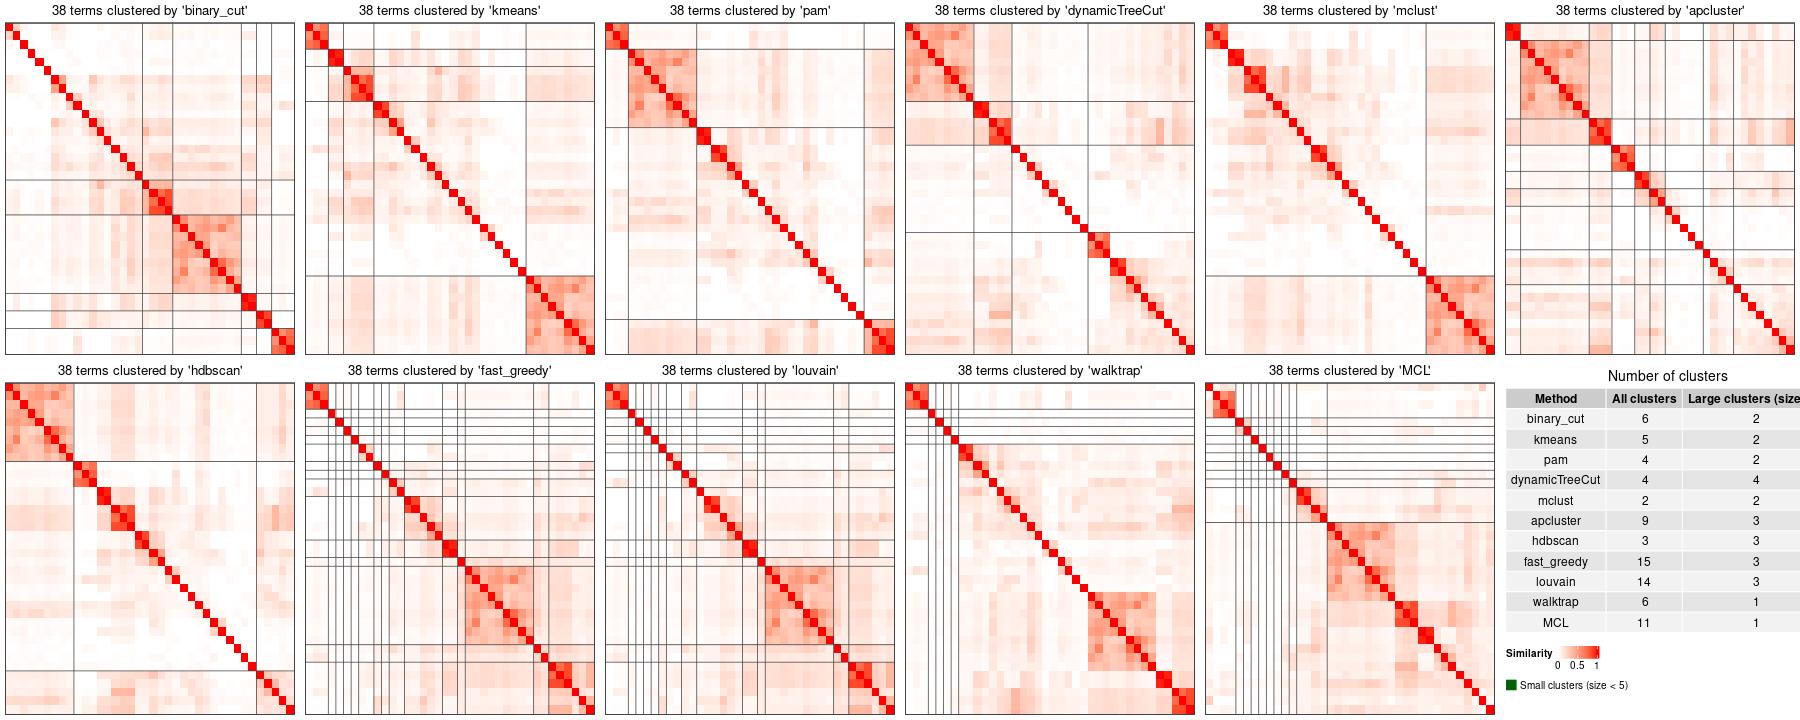 38 terms clustered by 'binary_cut'
38 terms clustered by 'kmeans'
38 terms clustered by 'pam'
38 terms clustered by 'dynamicTreeCut'
38 terms clustered by 'mclust'
38 terms clustered by 'apcluster'
38 terms clustered by 'hdbscan'
38 terms clustered by 'fast_greedy'
38 terms clustered by 'louvain'
38 terms clustered by 'walktrap'
38 terms clustered by 'MCL'
Number of clusters
Method All clusters Large clusters (size
binary_cut 6 2
kmeans 5 2
pam 4 2
dynamicTreeCut 4 4
mclust 2 2
apcluster 9 3
hdbscan 3 3
fast_greedy 15 3
louvain 14 3
walktrap 6 1
MCL 11 1
Similarity
0 0.5 1
Small clusters (size < 5)